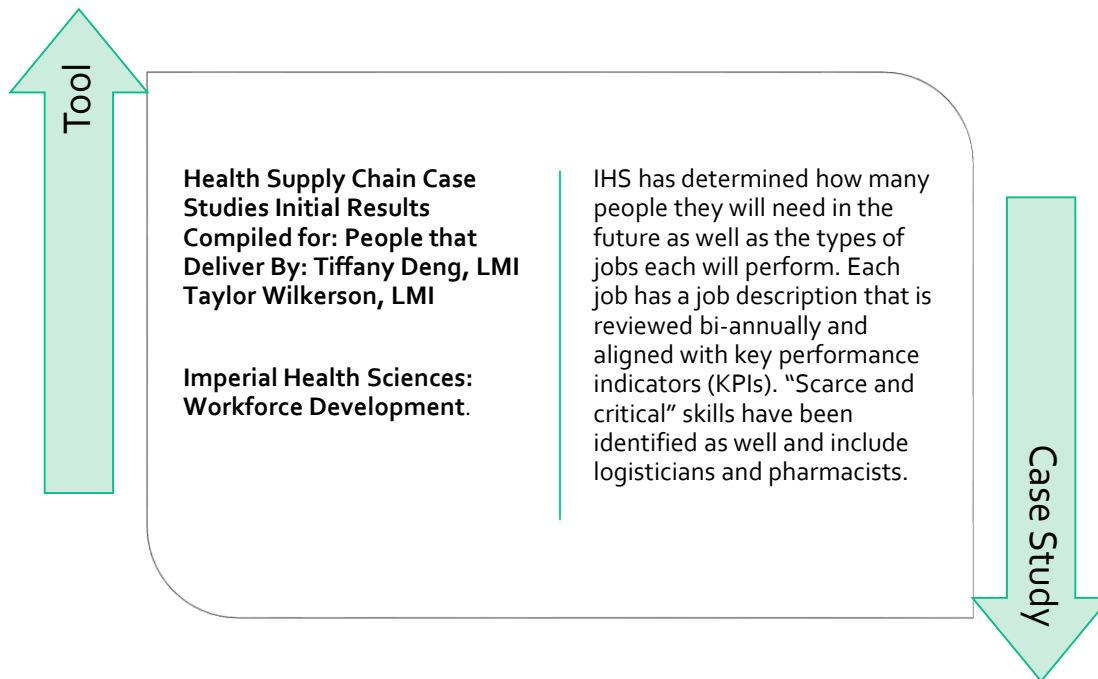 Tool
Health Supply Chain Case
Studies Initial Results
Compiled for: People that
Deliver By: Tiffany Deng, LMI
Taylor Wilkerson, LMI
Imperial Health Sciences:
Workforce Development.
IHS has determined how many
people they will need in the
future as well as the types of
jobs each will perform. Each
job has a job description that is
reviewed bi-annually and
aligned with key performance
indicators (KPIs). “Scarce and
critical” skills have been
identified as well and include
logisticians and pharmacists.
Case Study